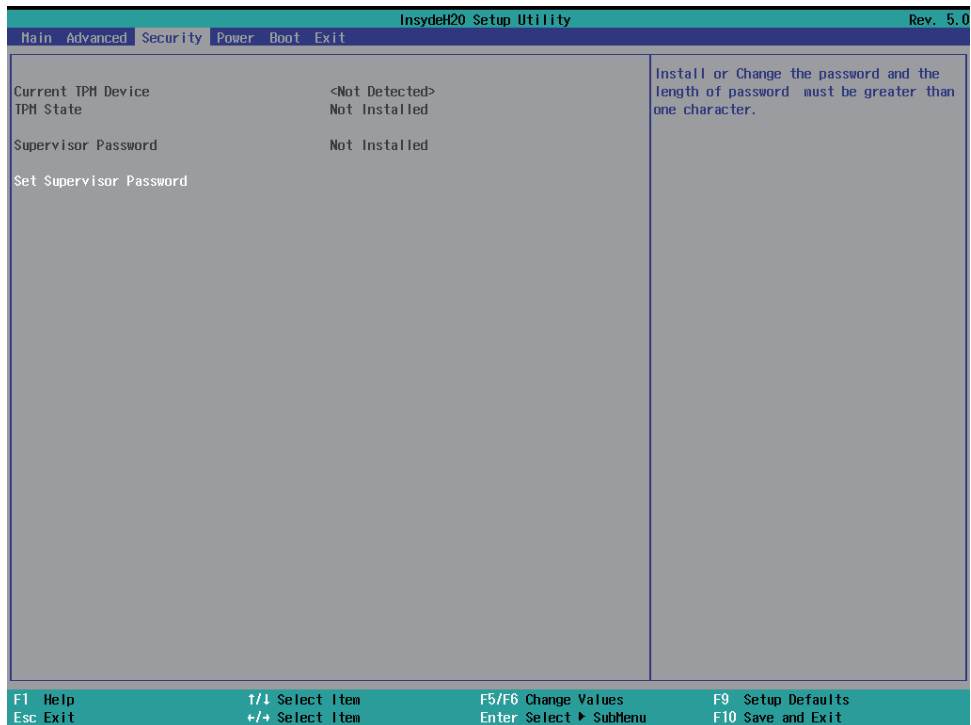 InsydeH20 Setup Utility Rev. 5.0
Main Advanced Security Power Boot Exit
Current TPM Device <Not Detected>
TPM State Not Installed
Supervisor Password Not Installed
Set Supervisor Password
Install or Change the password and the
length of password must be greater than
one character.
F1 Help ↑/↓ Select Item F5/F6 Change Values F9 Setup Defaults
Esc Exit ←/→ Select Item Enter Select ▶ SubMenu F10 Save and Exit